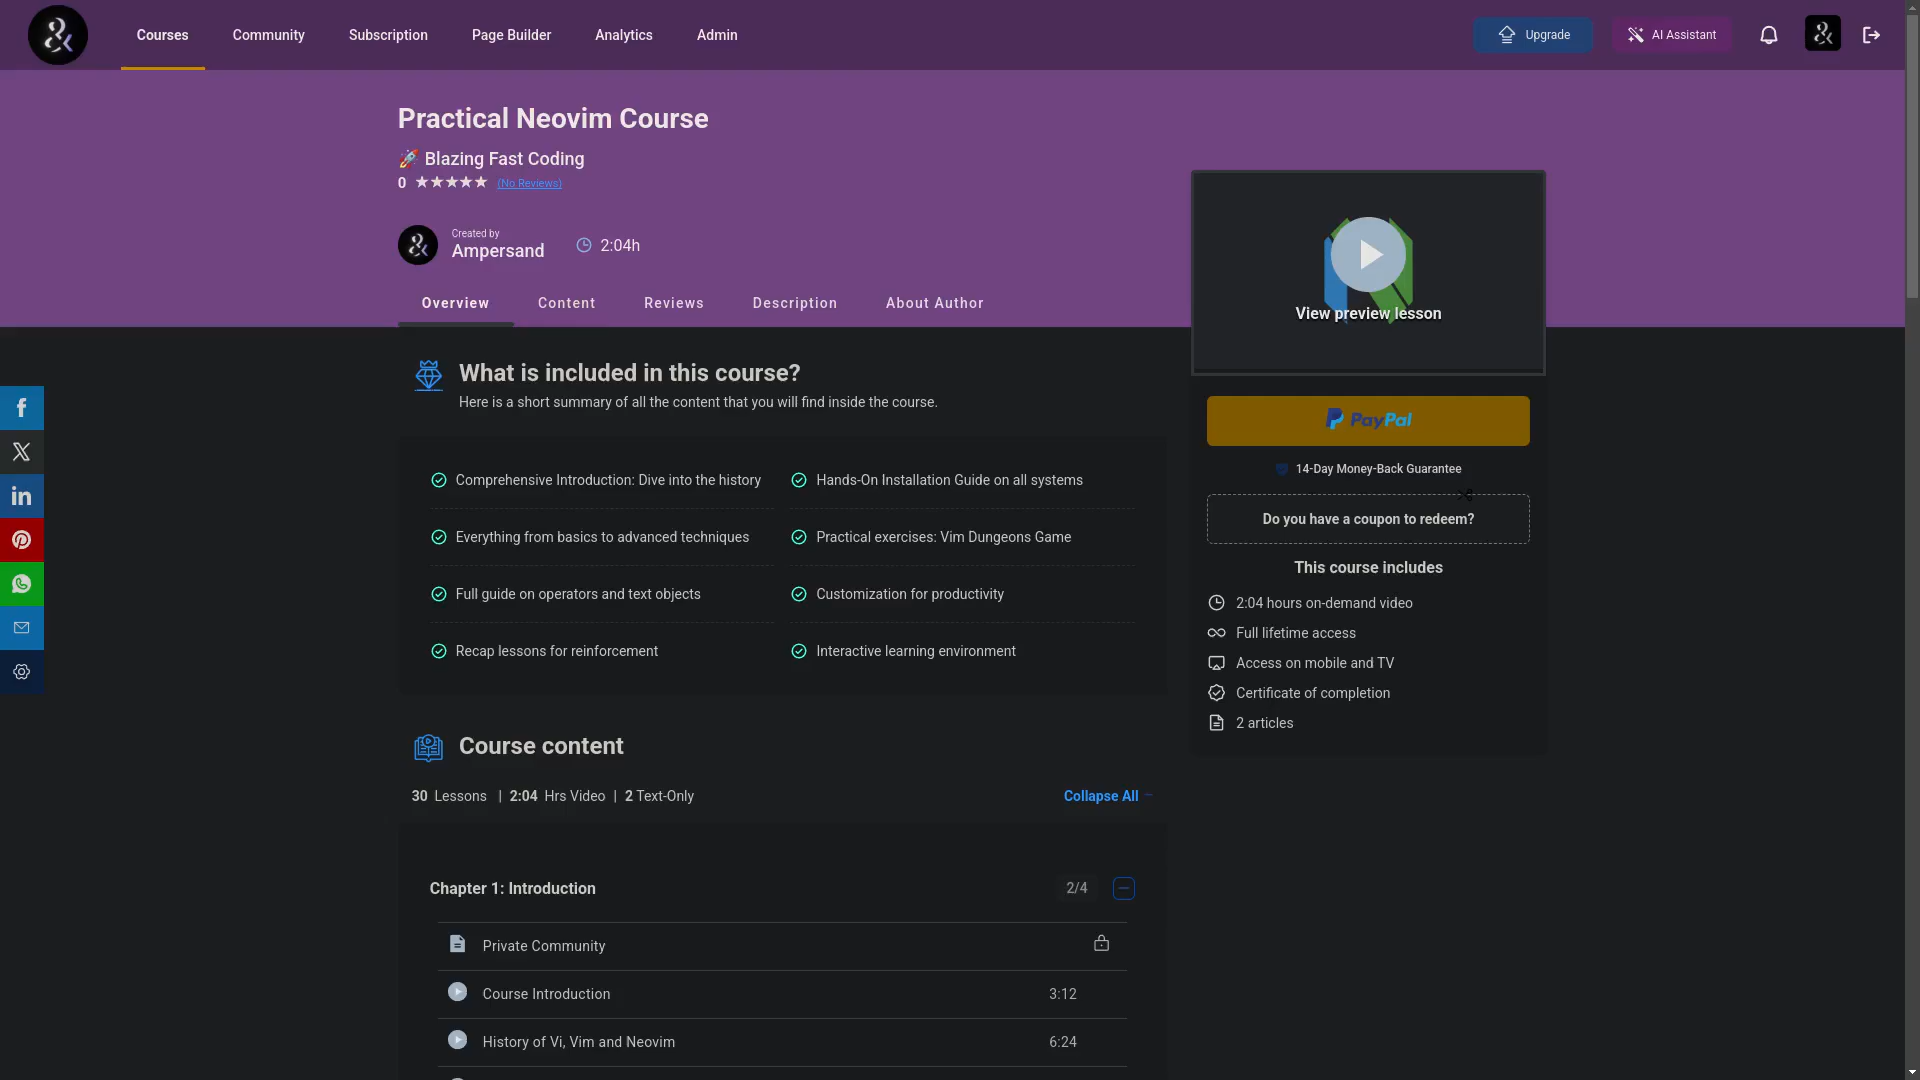 Courses
Community
Subscription
Page Builder
Analytics
Admin
Upgrade
AI Assistant
Practical Neovim Course
🚀 Blazing Fast Coding
0 ★★★★★ (No Reviews)
Created by
Ampersand
2:04h
Overview
Content
Reviews
Description
About Author
View preview lesson
What is included in this course?
Here is a short summary of all the content that you will find inside the course.
Comprehensive Introduction: Dive into the history
Hands-On Installation Guide on all systems
Everything from basics to advanced techniques
Practical exercises: Vim Dungeons Game
Full guide on operators and text objects
Customization for productivity
Recap lessons for reinforcement
Interactive learning environment
PayPal
14-Day Money-Back Guarantee
Do you have a coupon to redeem?
This course includes
2:04 hours on-demand video
Full lifetime access
Access on mobile and TV
Certificate of completion
2 articles
Course content
30 Lessons | 2:04 Hrs Video | 2 Text-Only
Collapse All
Chapter 1: Introduction
2/4
Private Community
Course Introduction
3:12
History of Vi, Vim and Neovim
6:24